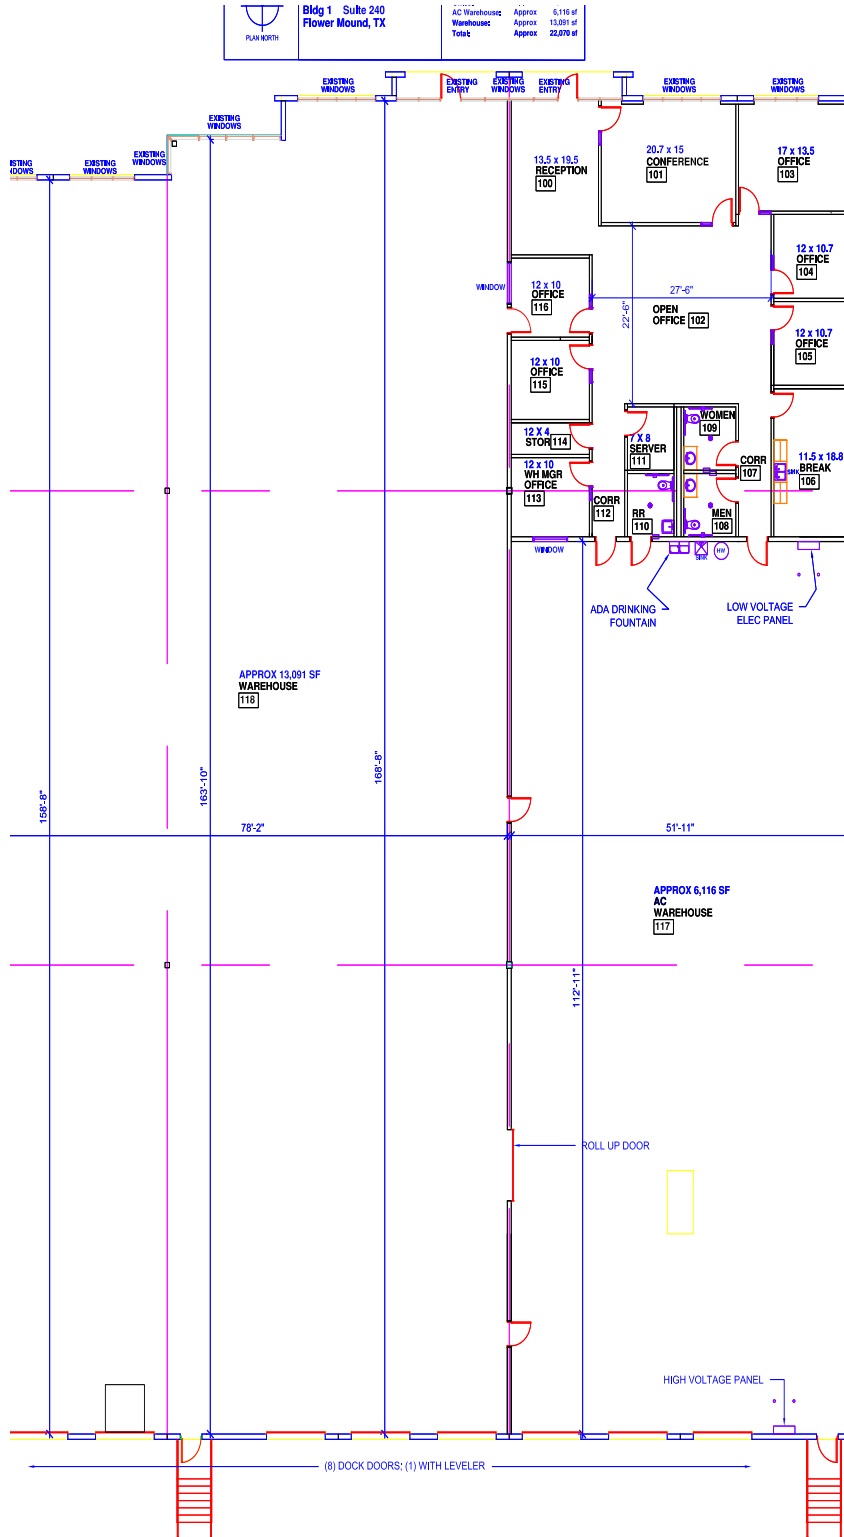 Bldg 1 Suite 240
Flower Mound, TX
PLAN NORTH
AC Warehouse: Approx 6,116 sf
Warehouse: Approx 13,091 sf
Total: Approx 22,070 sf
EXISTING
WINDOWS
EXISTING
ENTRY
EXISTING
WINDOWS
EXISTING
ENTRY
EXISTING
WINDOWS
EXISTING
WINDOWS
EXISTING
WINDOWS
EXISTING
WINDOWS
EXISTING
WINDOWS
13.5 x 19.5
RECEPTION
100
20.7 x 15
CONFERENCE
101
17 x 13.5
OFFICE
103
12 x 10.7
OFFICE
104
WINDOW
12 x 10
OFFICE
116
27'-6"
22'-6"
OPEN
OFFICE 102
12 x 10.7
OFFICE
105
12 x 10
OFFICE
115
12 X 4
STOR 114
7 X 8
SERVER
111
WOMEN
109
CORR
107
11.5 x 18.8
BREAK
106
SINK
12 x 10
WH MGR
OFFICE
113
CORR
112
RR
110
MEN
108
WINDOW
SINK
HW
ADA DRINKING
FOUNTAIN
LOW VOLTAGE
ELEC PANEL
APPROX 13,091 SF
WAREHOUSE
118
158'-8"
163'-10"
168'-8"
78'-2"
51'-11"
APPROX 6,116 SF
AC
WAREHOUSE
117
112'-11"
ROLL UP DOOR
HIGH VOLTAGE PANEL
(8) DOCK DOORS; (1) WITH LEVELER